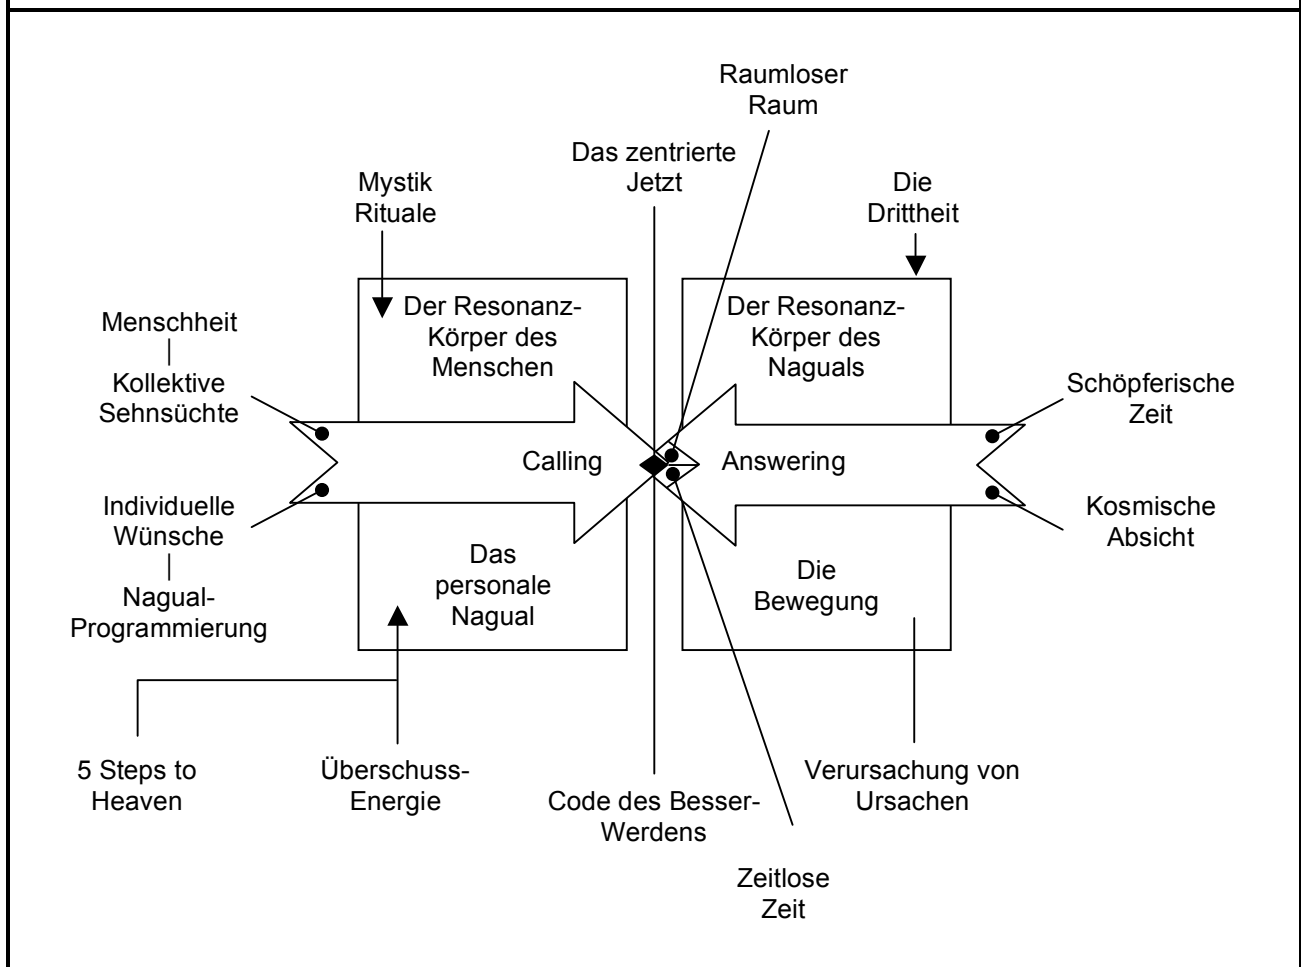 Raumloser
Raum
Das zentrierte
Jetzt
Mystik
Rituale
Die
Drittheit
Menschheit
Kollektive
Sehnsüchte
Individuelle
Wünsche
Nagual-
Programmierung
Der Resonanz-
Körper des
Menschen
Calling
Das
personale
Nagual
Der Resonanz-
Körper des
Naguals
Answering
Die
Bewegung
Schöpferische
Zeit
Kosmische
Absicht
5 Steps to
Heaven
Überschuss-
Energie
Code des Besser-
Werdens
Verursachung von
Ursachen
Zeitlose
Zeit